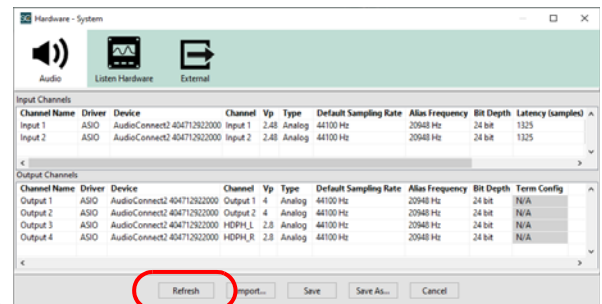 SC Hardware - System
Audio Listen Hardware External
Input Channels
Channel Name Driver Device Channel Vp Type Default Sampling Rate Alias Frequency Bit Depth Latency (samples)
Input 1 ASIO AudioConnect2 404712922000 Input 1 2.48 Analog 44100 Hz 20948 Hz 24 bit 1325
Input 2 ASIO AudioConnect2 404712922000 Input 2 2.48 Analog 44100 Hz 20948 Hz 24 bit 1325
Output Channels
Channel Name Driver Device Channel Vp Type Default Sampling Rate Alias Frequency Bit Depth Term Config
Output 1 ASIO AudioConnect2 404712922000 Output 1 4 Analog 44100 Hz 20948 Hz 24 bit N/A
Output 2 ASIO AudioConnect2 404712922000 Output 2 4 Analog 44100 Hz 20948 Hz 24 bit N/A
Output 3 ASIO AudioConnect2 404712922000 HDPH_L 2.8 Analog 44100 Hz 20948 Hz 24 bit N/A
Output 4 ASIO AudioConnect2 404712922000 HDPH_R 2.8 Analog 44100 Hz 20948 Hz 24 bit N/A
Refresh Import... Save Save As... Cancel